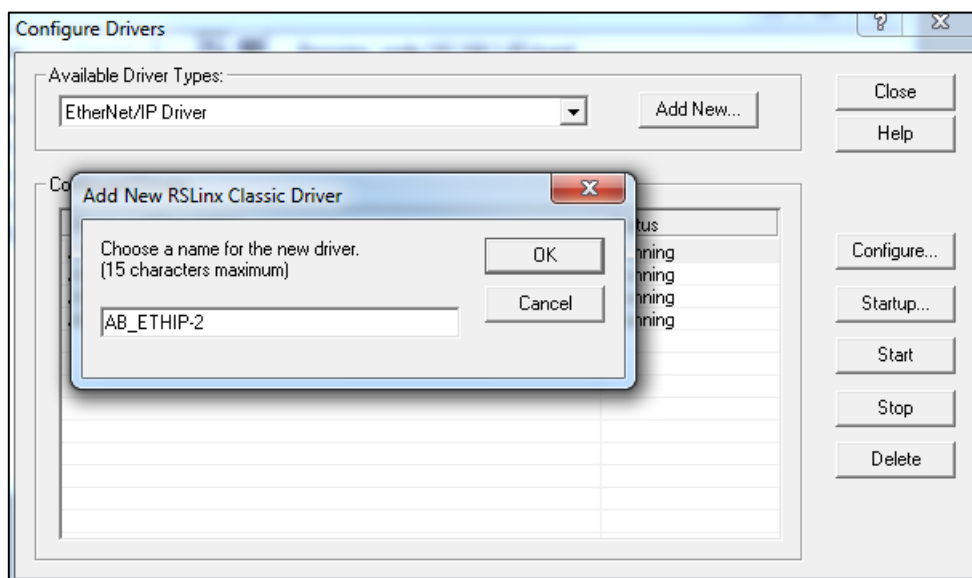 Configure Drivers
Available Driver Types:
EtherNet/IP Driver
Add New...
Close
Help
Add New RSLinx Classic Driver
Choose a name for the new driver.
(15 characters maximum)
OK
Cancel
AB_ETHIP-2
Configure...
Startup...
Start
Stop
Delete